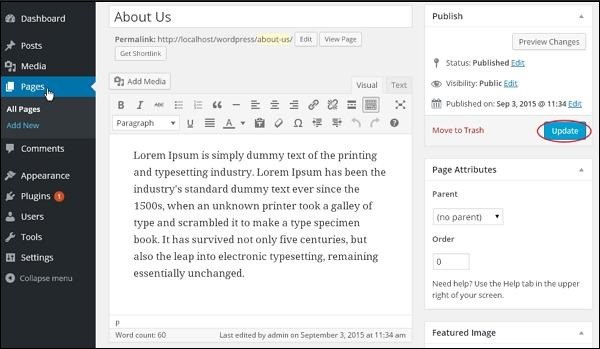 Dashboard
Posts
Media
Pages
All Pages
Add New
Comments
Appearance
Plugins 1
Users
Tools
Settings
Collapse menu
About Us
Permalink: http://localhost/wordpress/about-us/ Edit View Page
Get Shortlink
Add Media
Visual Text
B I ABC
Paragraph U A
Lorem Ipsum is simply dummy text of the printing
and typesetting industry. Lorem Ipsum has been the
industry's standard dummy text ever since the
1500s, when an unknown printer took a galley of
type and scrambled it to make a type specimen
book. It has survived not only five centuries, but
also the leap into electronic typesetting, remaining
essentially unchanged.
p
Word count: 60 Last edited by admin on September 3, 2015 at 11:34 am
Publish
Preview Changes
Status: Published Edit
Visibility: Public Edit
Published on: Sep 3, 2015 @ 11:34 Edit
Move to Trash Update
Page Attributes
Parent
(no parent)
Order
0
Need help? Use the Help tab in the upper
right of your screen.
Featured Image